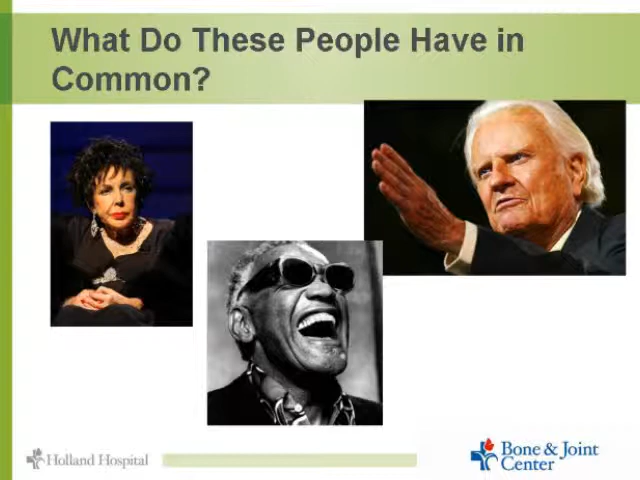 What Do These People Have in
Common?
Holland Hospital
Bone & Joint
Center